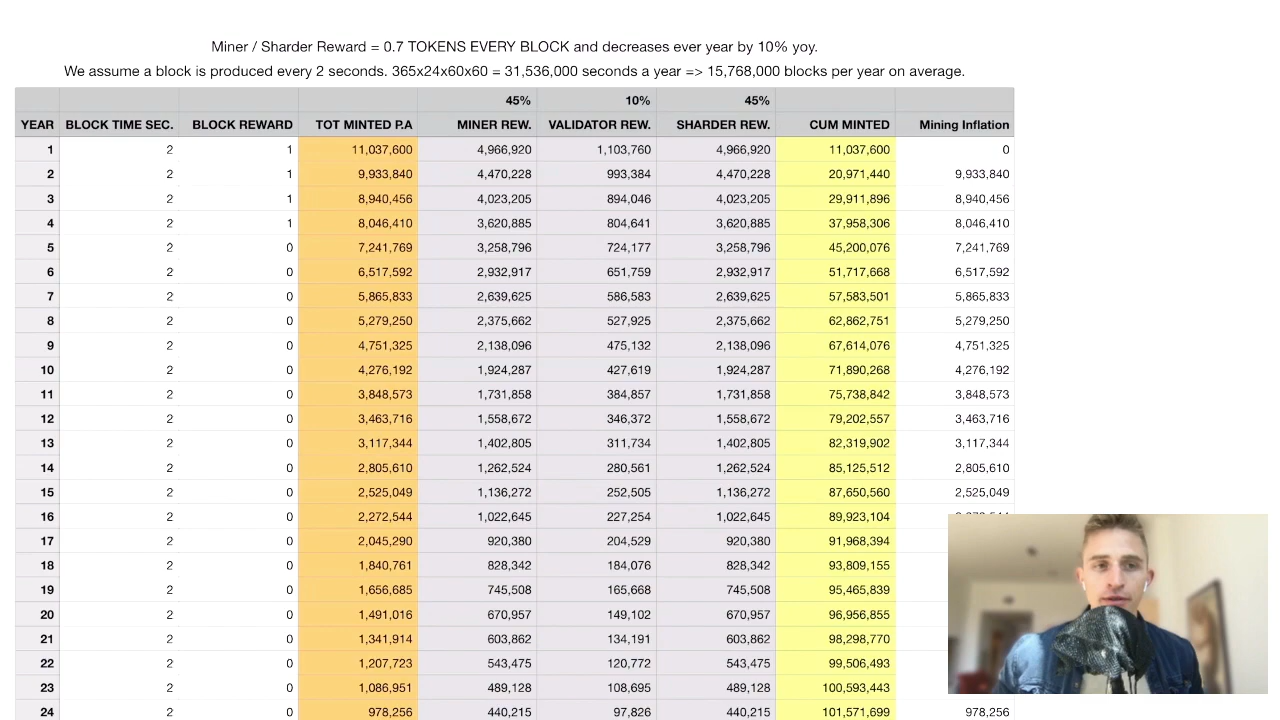 Miner / Sharder Reward = 0.7 TOKENS EVERY BLOCK and decreases ever year by 10% yoy.
We assume a block is produced every 2 seconds. 365x24x60x60 = 31,536,000 seconds a year => 15,768,000 blocks per year on average.
45% 10% 45%
YEAR BLOCK TIME SEC. BLOCK REWARD TOT MINTED P.A MINER REW. VALIDATOR REW. SHARDER REW. CUM MINTED Mining Inflation
1 2 1 11,037,600 4,966,920 1,103,760 4,966,920 11,037,600 0
2 2 1 9,933,840 4,470,228 993,384 4,470,228 20,971,440 9,933,840
3 2 1 8,940,456 4,023,205 894,046 4,023,205 29,911,896 8,940,456
4 2 1 8,046,410 3,620,885 804,641 3,620,885 37,958,306 8,046,410
5 2 0 7,241,769 3,258,796 724,177 3,258,796 45,200,076 7,241,769
6 2 0 6,517,592 2,932,917 651,759 2,932,917 51,717,668 6,517,592
7 2 0 5,865,833 2,639,625 586,583 2,639,625 57,583,501 5,865,833
8 2 0 5,279,250 2,375,662 527,925 2,375,662 62,862,751 5,279,250
9 2 0 4,751,325 2,138,096 475,132 2,138,096 67,614,076 4,751,325
10 2 0 4,276,192 1,924,287 427,619 1,924,287 71,890,268 4,276,192
11 2 0 3,848,573 1,731,858 384,857 1,731,858 75,738,842 3,848,573
12 2 0 3,463,716 1,558,672 346,372 1,558,672 79,202,557 3,463,716
13 2 0 3,117,344 1,402,805 311,734 1,402,805 82,319,902 3,117,344
14 2 0 2,805,610 1,262,524 280,561 1,262,524 85,125,512 2,805,610
15 2 0 2,525,049 1,136,272 252,505 1,136,272 87,650,560 2,525,049
16 2 0 2,272,544 1,022,645 227,254 1,022,645 89,923,104
17 2 0 2,045,290 920,380 204,529 920,380 91,968,394
18 2 0 1,840,761 828,342 184,076 828,342 93,809,155
19 2 0 1,656,685 745,508 165,668 745,508 95,465,839
20 2 0 1,491,016 670,957 149,102 670,957 96,956,855
21 2 0 1,341,914 603,862 134,191 603,862 98,298,770
22 2 0 1,207,723 543,475 120,772 543,475 99,506,493
23 2 0 1,086,951 489,128 108,695 489,128 100,593,443
24 2 0 978,256 440,215 97,826 440,215 101,571,699 978,256